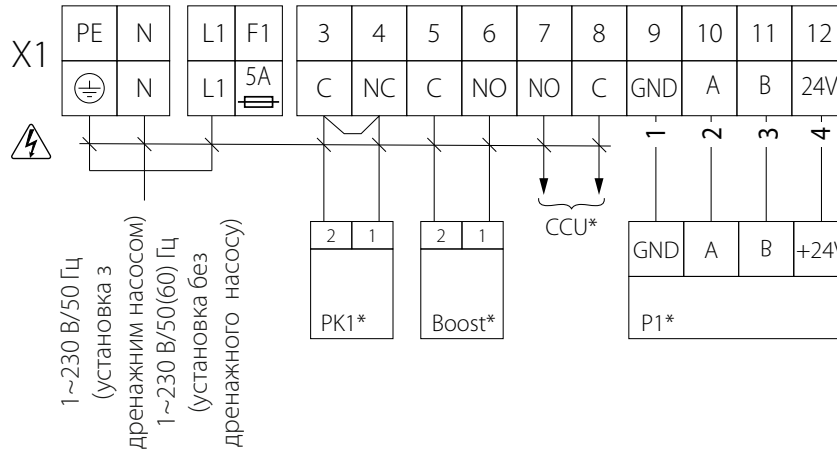 X1
PE N L1 F1 3 4 5 6 7 8 9 10 11 12
N L1 5A C NC C NO NO C GND A B 24V
1 2 3 4
CCU*
2 1 2 1
GND A B +24V
PK1* Boost* P1*
1~230 В/50 Гц
(установка з
дренажним насосом)
1~230 В/50(60) Гц
(установка без
дренажного насосу)